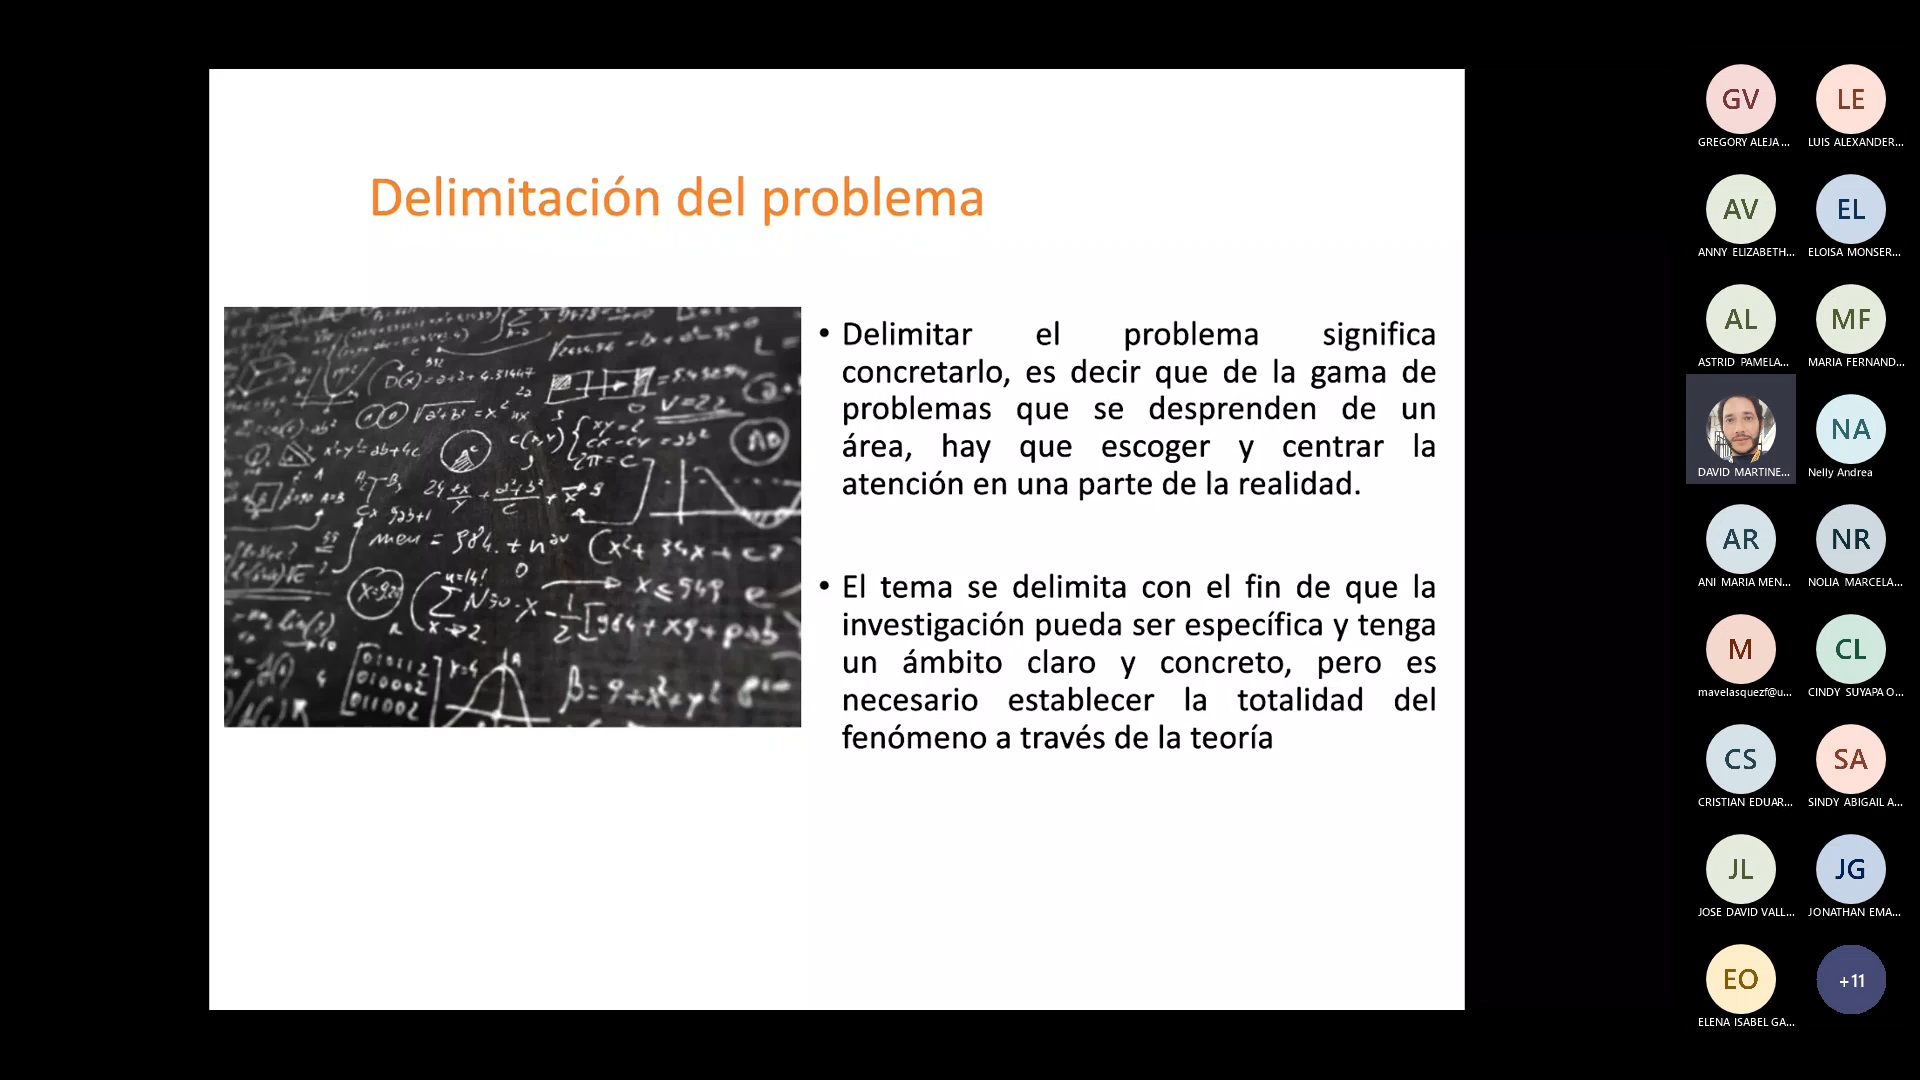 Delimitación del problema
• Delimitar el problema significa
concretarlo, es decir que de la gama de
problemas que se desprenden de un
área, hay que escoger y centrar la
atención en una parte de la realidad.
• El tema se delimita con el fin de que la
investigación pueda ser específica y tenga
un ámbito claro y concreto, pero es
necesario establecer la totalidad del
fenómeno a través de la teoría
GV
GREGORY ALEJA...
LE
LUIS ALEXANDER...
AV
ANNY ELIZABETH...
EL
ELOISA MONSER...
AL
ASTRID PAMELA...
MF
MARIA FERNAND...
DAVID MARTINE...
NA
Nelly Andrea
AR
ANI MARIA MEN...
NR
NOLIA MARCELA...
M
mavelasquezf@u...
CL
CINDY SUYAPA O...
CS
CRISTIAN EDUAR...
SA
SINDY ABIGAIL A...
JL
JOSE DAVID VALL...
JG
JONATHAN EMA...
EO
ELENA ISABEL GA...
+11